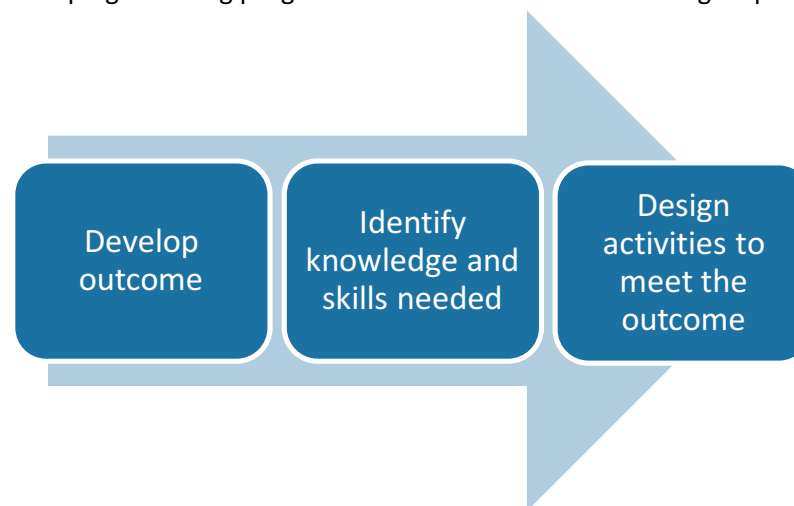 Develop
outcome
Identify
knowledge and
skills needed
Design
activities to
meet the
outcome